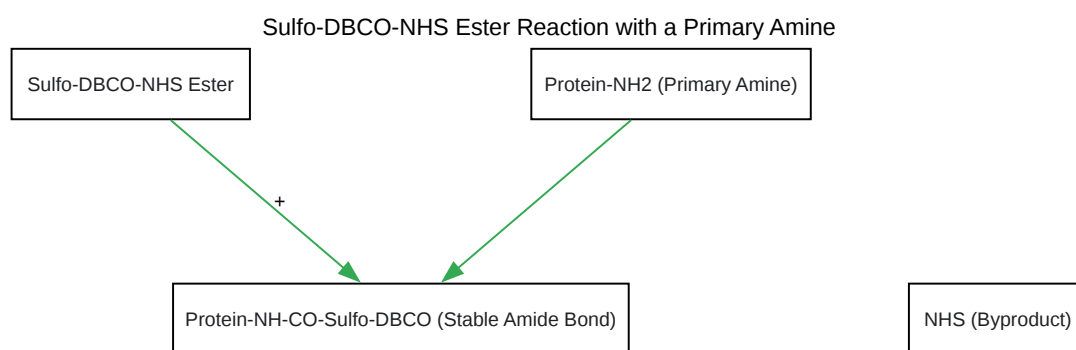 Sulfo-DBCO-NHS Ester Reaction with a Primary Amine
Sulfo-DBCO-NHS Ester
Protein-NH2 (Primary Amine)
+
Protein-NH-CO-Sulfo-DBCO (Stable Amide Bond)
NHS (Byproduct)